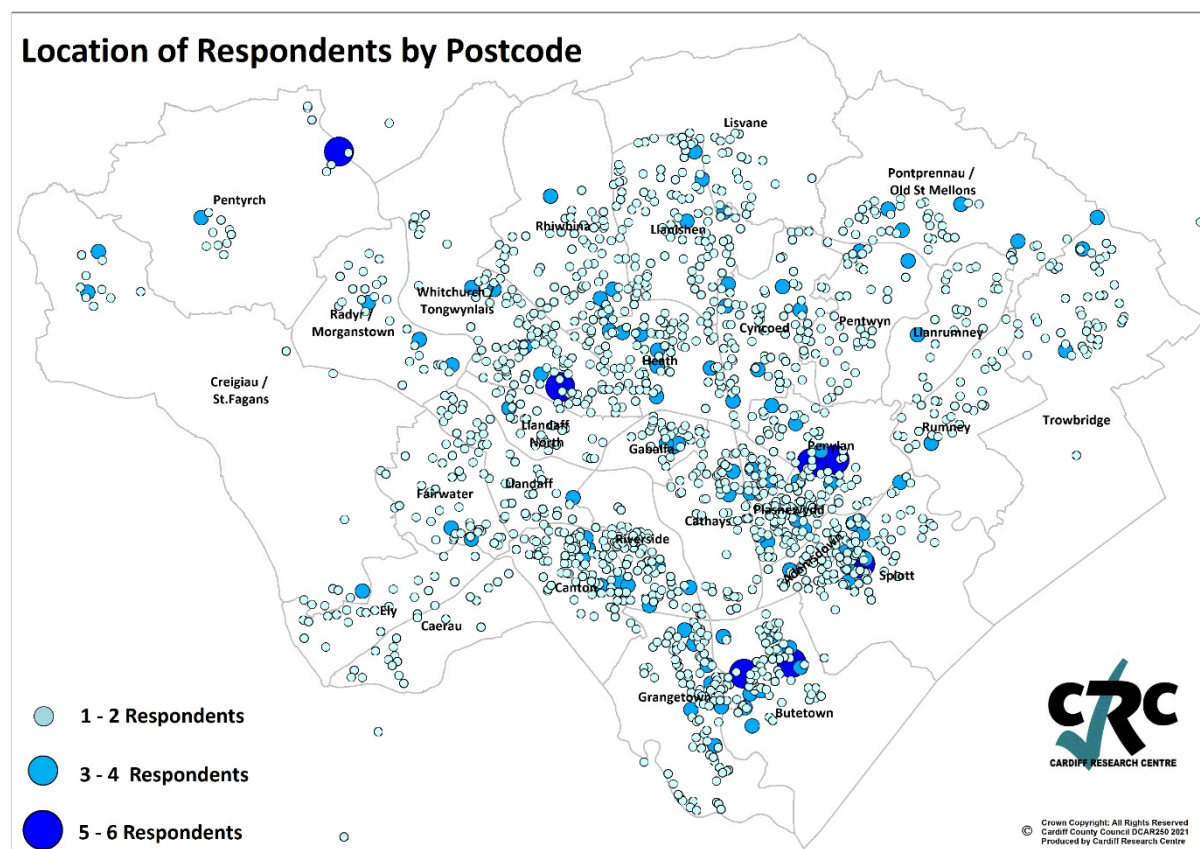 Location of Respondents by Postcode
Lisvane
Pontprennau /
Old St Mellons
Pentyrch
Rhiwbina
Llanishen
Whitchurch /
Tongwynlais
Radyr /
Morganstown
Cyncoed
Pentwyn
Llanrumney
Heath
Creigiau /
St.Fagans
Llandaff
North
Gabalfa
Penylan
Rumney
Trowbridge
Fairwater
Llandaff
Cathays
Plasnewydd
Riverside
Adamsdown
Splott
Canton
Ely
Caerau
Grangetown
Butetown
1 - 2 Respondents
3 - 4 Respondents
5 - 6 Respondents
CRC
CARDIFF RESEARCH CENTRE
© Crown Copyright: All Rights Reserved
Cardiff County Council DCAR250 2021
Produced by Cardiff Research Centre